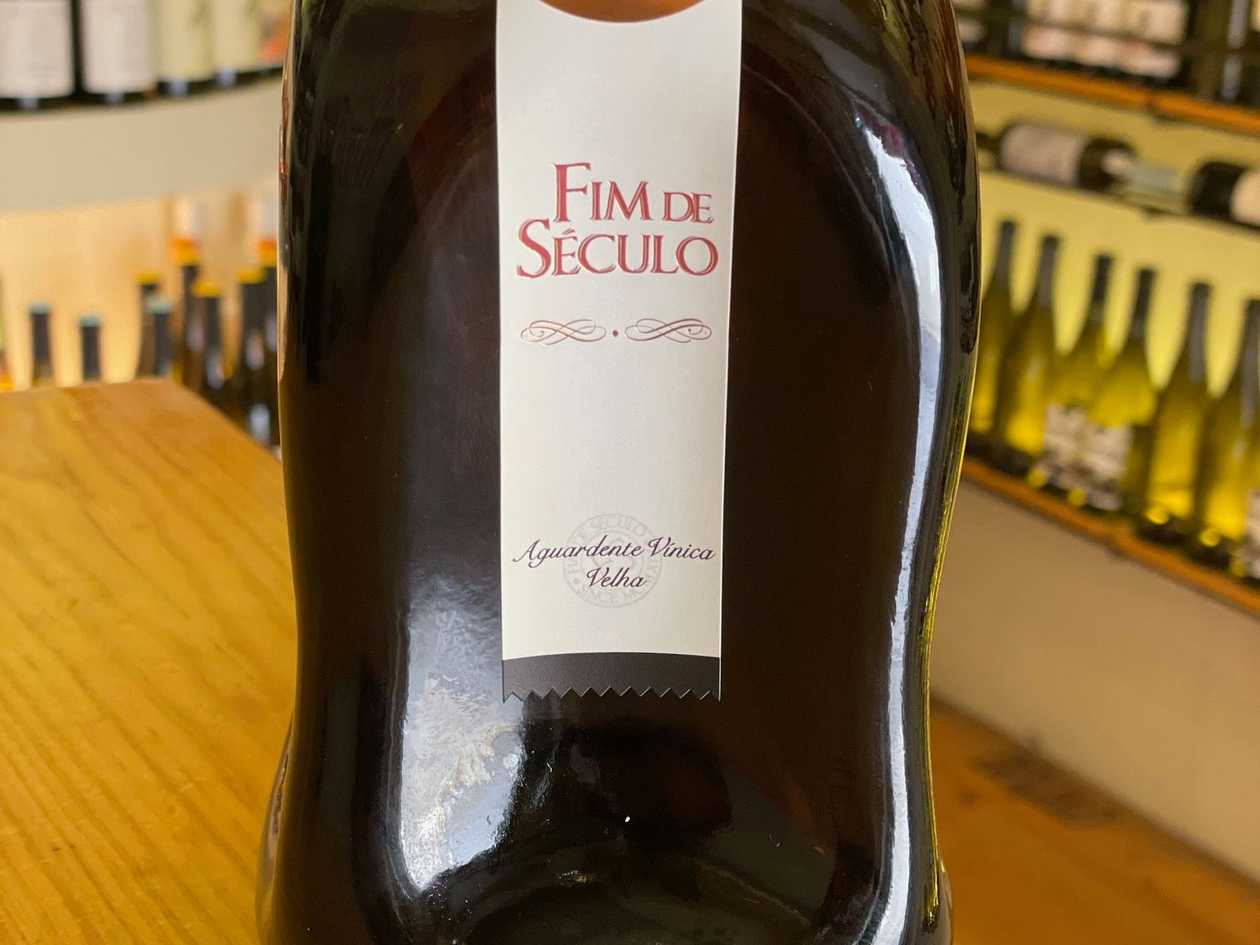 FIM DE
SÉCULO
Aguardente Vínica
Velha